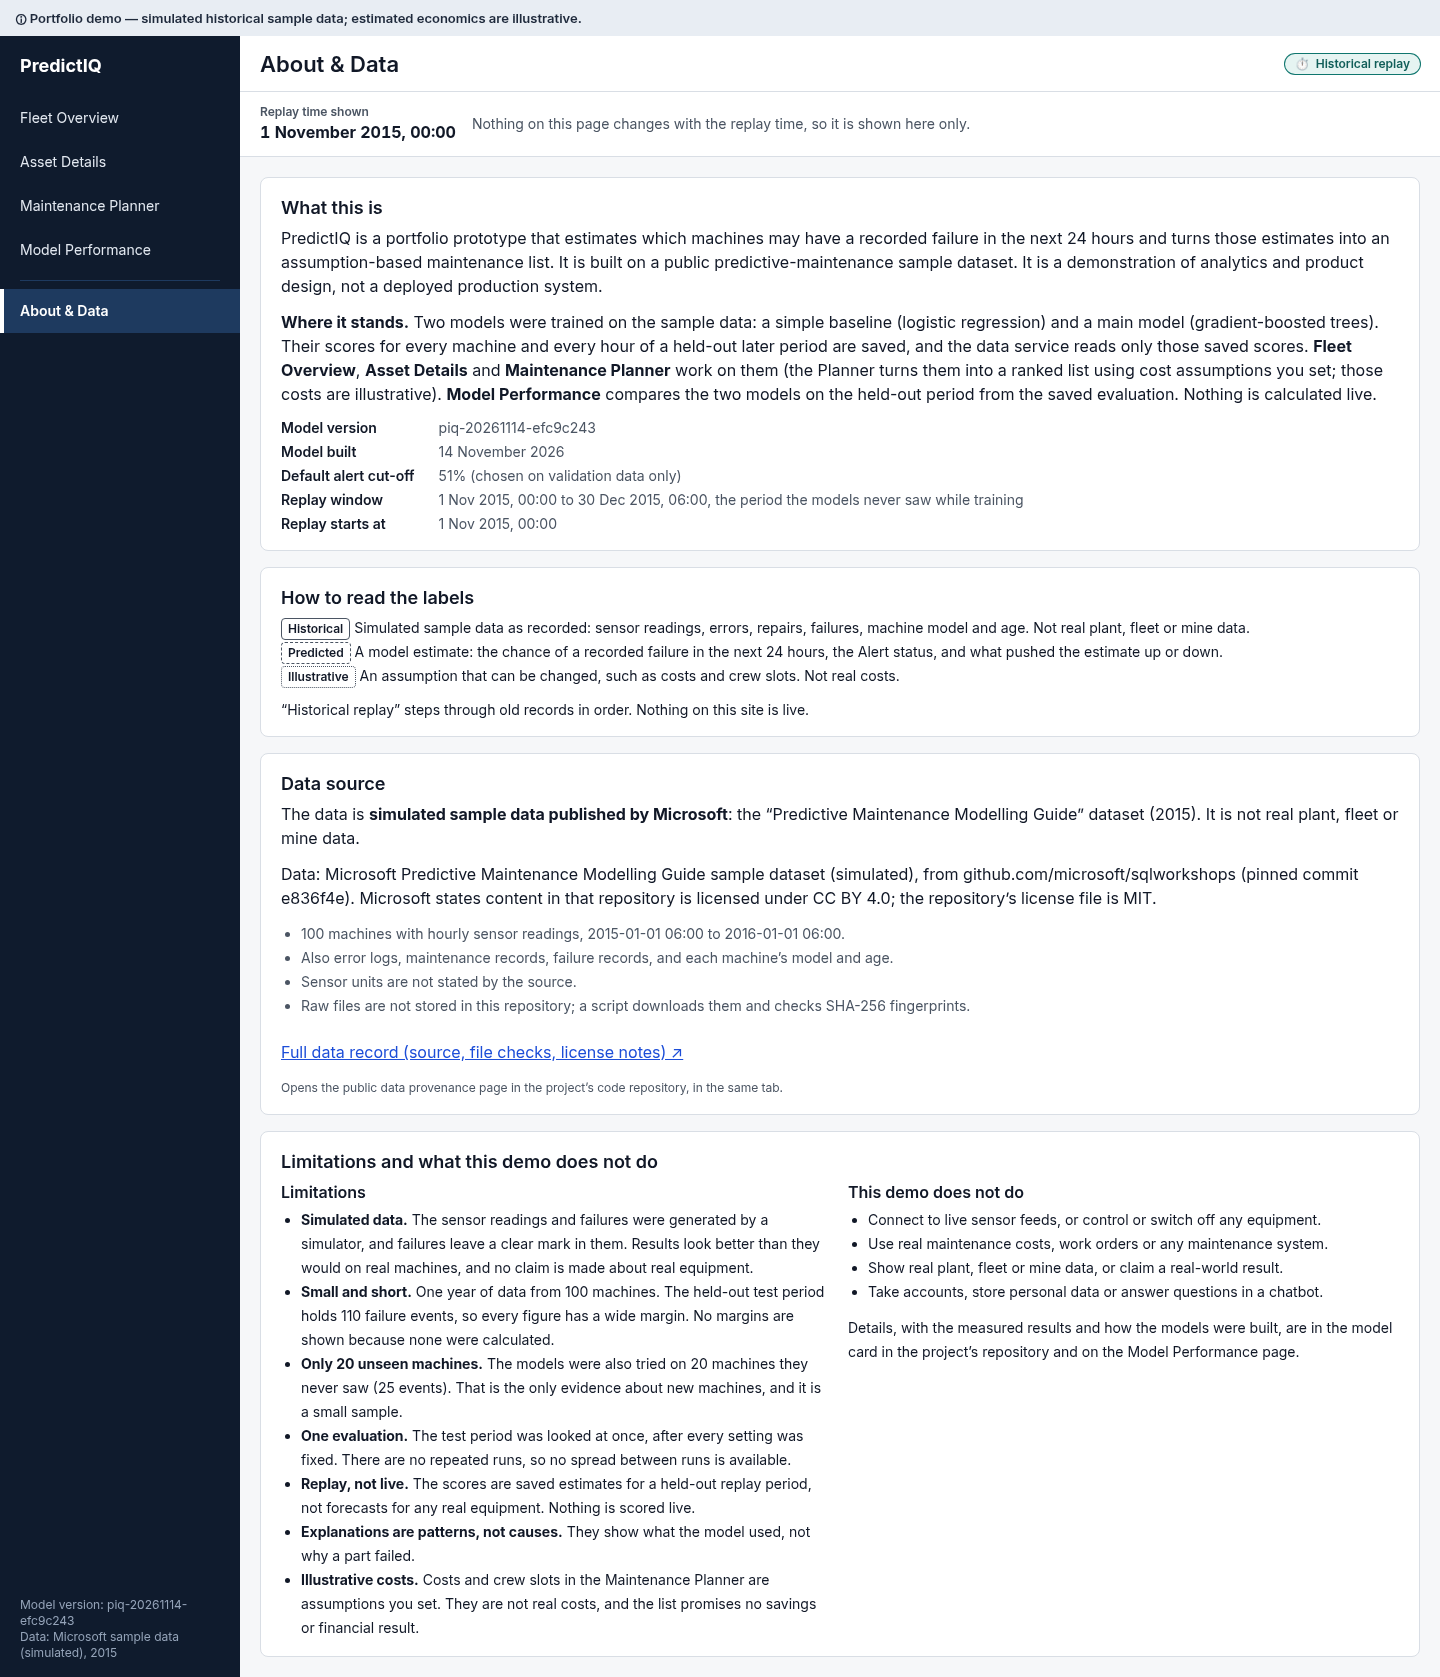 Portfolio demo — simulated historical sample data; estimated economics are illustrative.
PredictIQ
Fleet Overview
Asset Details
Maintenance Planner
Model Performance
About & Data
Model version: piq-20261114-
efc9c243
Data: Microsoft sample data
(simulated), 2015
About & Data
Historical replay
Replay time shown
1 November 2015, 00:00
Nothing on this page changes with the replay time, so it is shown here only.
What this is
PredictIQ is a portfolio prototype that estimates which machines may have a recorded failure in the next 24 hours and turns those estimates into an
assumption-based maintenance list. It is built on a public predictive-maintenance sample dataset. It is a demonstration of analytics and product
design, not a deployed production system.
Where it stands. Two models were trained on the sample data: a simple baseline (logistic regression) and a main model (gradient-boosted trees).
Their scores for every machine and every hour of a held-out later period are saved, and the data service reads only those saved scores. Fleet
Overview, Asset Details and Maintenance Planner work on them (the Planner turns them into a ranked list using cost assumptions you set; those
costs are illustrative). Model Performance compares the two models on the held-out period from the saved evaluation. Nothing is calculated live.
Model version piq-20261114-efc9c243
Model built 14 November 2026
Default alert cut-off 51% (chosen on validation data only)
Replay window 1 Nov 2015, 00:00 to 30 Dec 2015, 06:00, the period the models never saw while training
Replay starts at 1 Nov 2015, 00:00
How to read the labels
Historical Simulated sample data as recorded: sensor readings, errors, repairs, failures, machine model and age. Not real plant, fleet or mine data.
Predicted A model estimate: the chance of a recorded failure in the next 24 hours, the Alert status, and what pushed the estimate up or down.
Illustrative An assumption that can be changed, such as costs and crew slots. Not real costs.
“Historical replay” steps through old records in order. Nothing on this site is live.
Data source
The data is simulated sample data published by Microsoft: the “Predictive Maintenance Modelling Guide” dataset (2015). It is not real plant, fleet or
mine data.
Data: Microsoft Predictive Maintenance Modelling Guide sample dataset (simulated), from github.com/microsoft/sqlworkshops (pinned commit
e836f4e). Microsoft states content in that repository is licensed under CC BY 4.0; the repository’s license file is MIT.
• 100 machines with hourly sensor readings, 2015-01-01 06:00 to 2016-01-01 06:00.
• Also error logs, maintenance records, failure records, and each machine’s model and age.
• Sensor units are not stated by the source.
• Raw files are not stored in this repository; a script downloads them and checks SHA-256 fingerprints.
Full data record (source, file checks, license notes) ↗
Opens the public data provenance page in the project’s code repository, in the same tab.
Limitations and what this demo does not do
Limitations
• Simulated data. The sensor readings and failures were generated by a
simulator, and failures leave a clear mark in them. Results look better than they
would on real machines, and no claim is made about real equipment.
• Small and short. One year of data from 100 machines. The held-out test period
holds 110 failure events, so every figure has a wide margin. No margins are
shown because none were calculated.
• Only 20 unseen machines. The models were also tried on 20 machines they
never saw (25 events). That is the only evidence about new machines, and it is
a small sample.
• One evaluation. The test period was looked at once, after every setting was
fixed. There are no repeated runs, so no spread between runs is available.
• Replay, not live. The scores are saved estimates for a held-out replay period,
not forecasts for any real equipment. Nothing is scored live.
• Explanations are patterns, not causes. They show what the model used, not
why a part failed.
• Illustrative costs. Costs and crew slots in the Maintenance Planner are
assumptions you set. They are not real costs, and the list promises no savings
or financial result.
This demo does not do
• Connect to live sensor feeds, or control or switch off any equipment.
• Use real maintenance costs, work orders or any maintenance system.
• Show real plant, fleet or mine data, or claim a real-world result.
• Take accounts, store personal data or answer questions in a chatbot.
Details, with the measured results and how the models were built, are in the model
card in the project’s repository and on the Model Performance page.